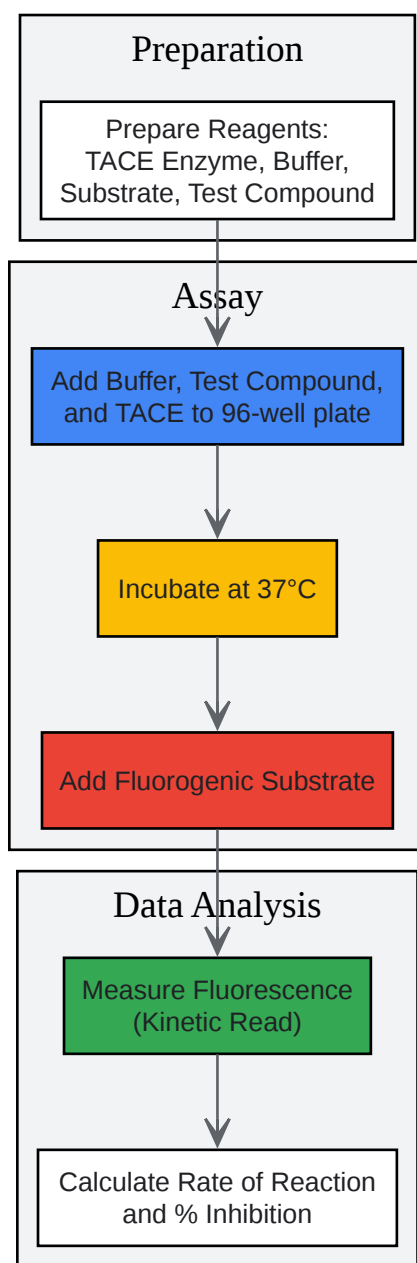 Preparation
Prepare Reagents:
TACE Enzyme, Buffer,
Substrate, Test Compound
Assay
Add Buffer, Test Compound,
and TACE to 96-well plate
Incubate at 37°C
Add Fluorogenic Substrate
Data Analysis
Measure Fluorescence
(Kinetic Read)
Calculate Rate of Reaction
and % Inhibition